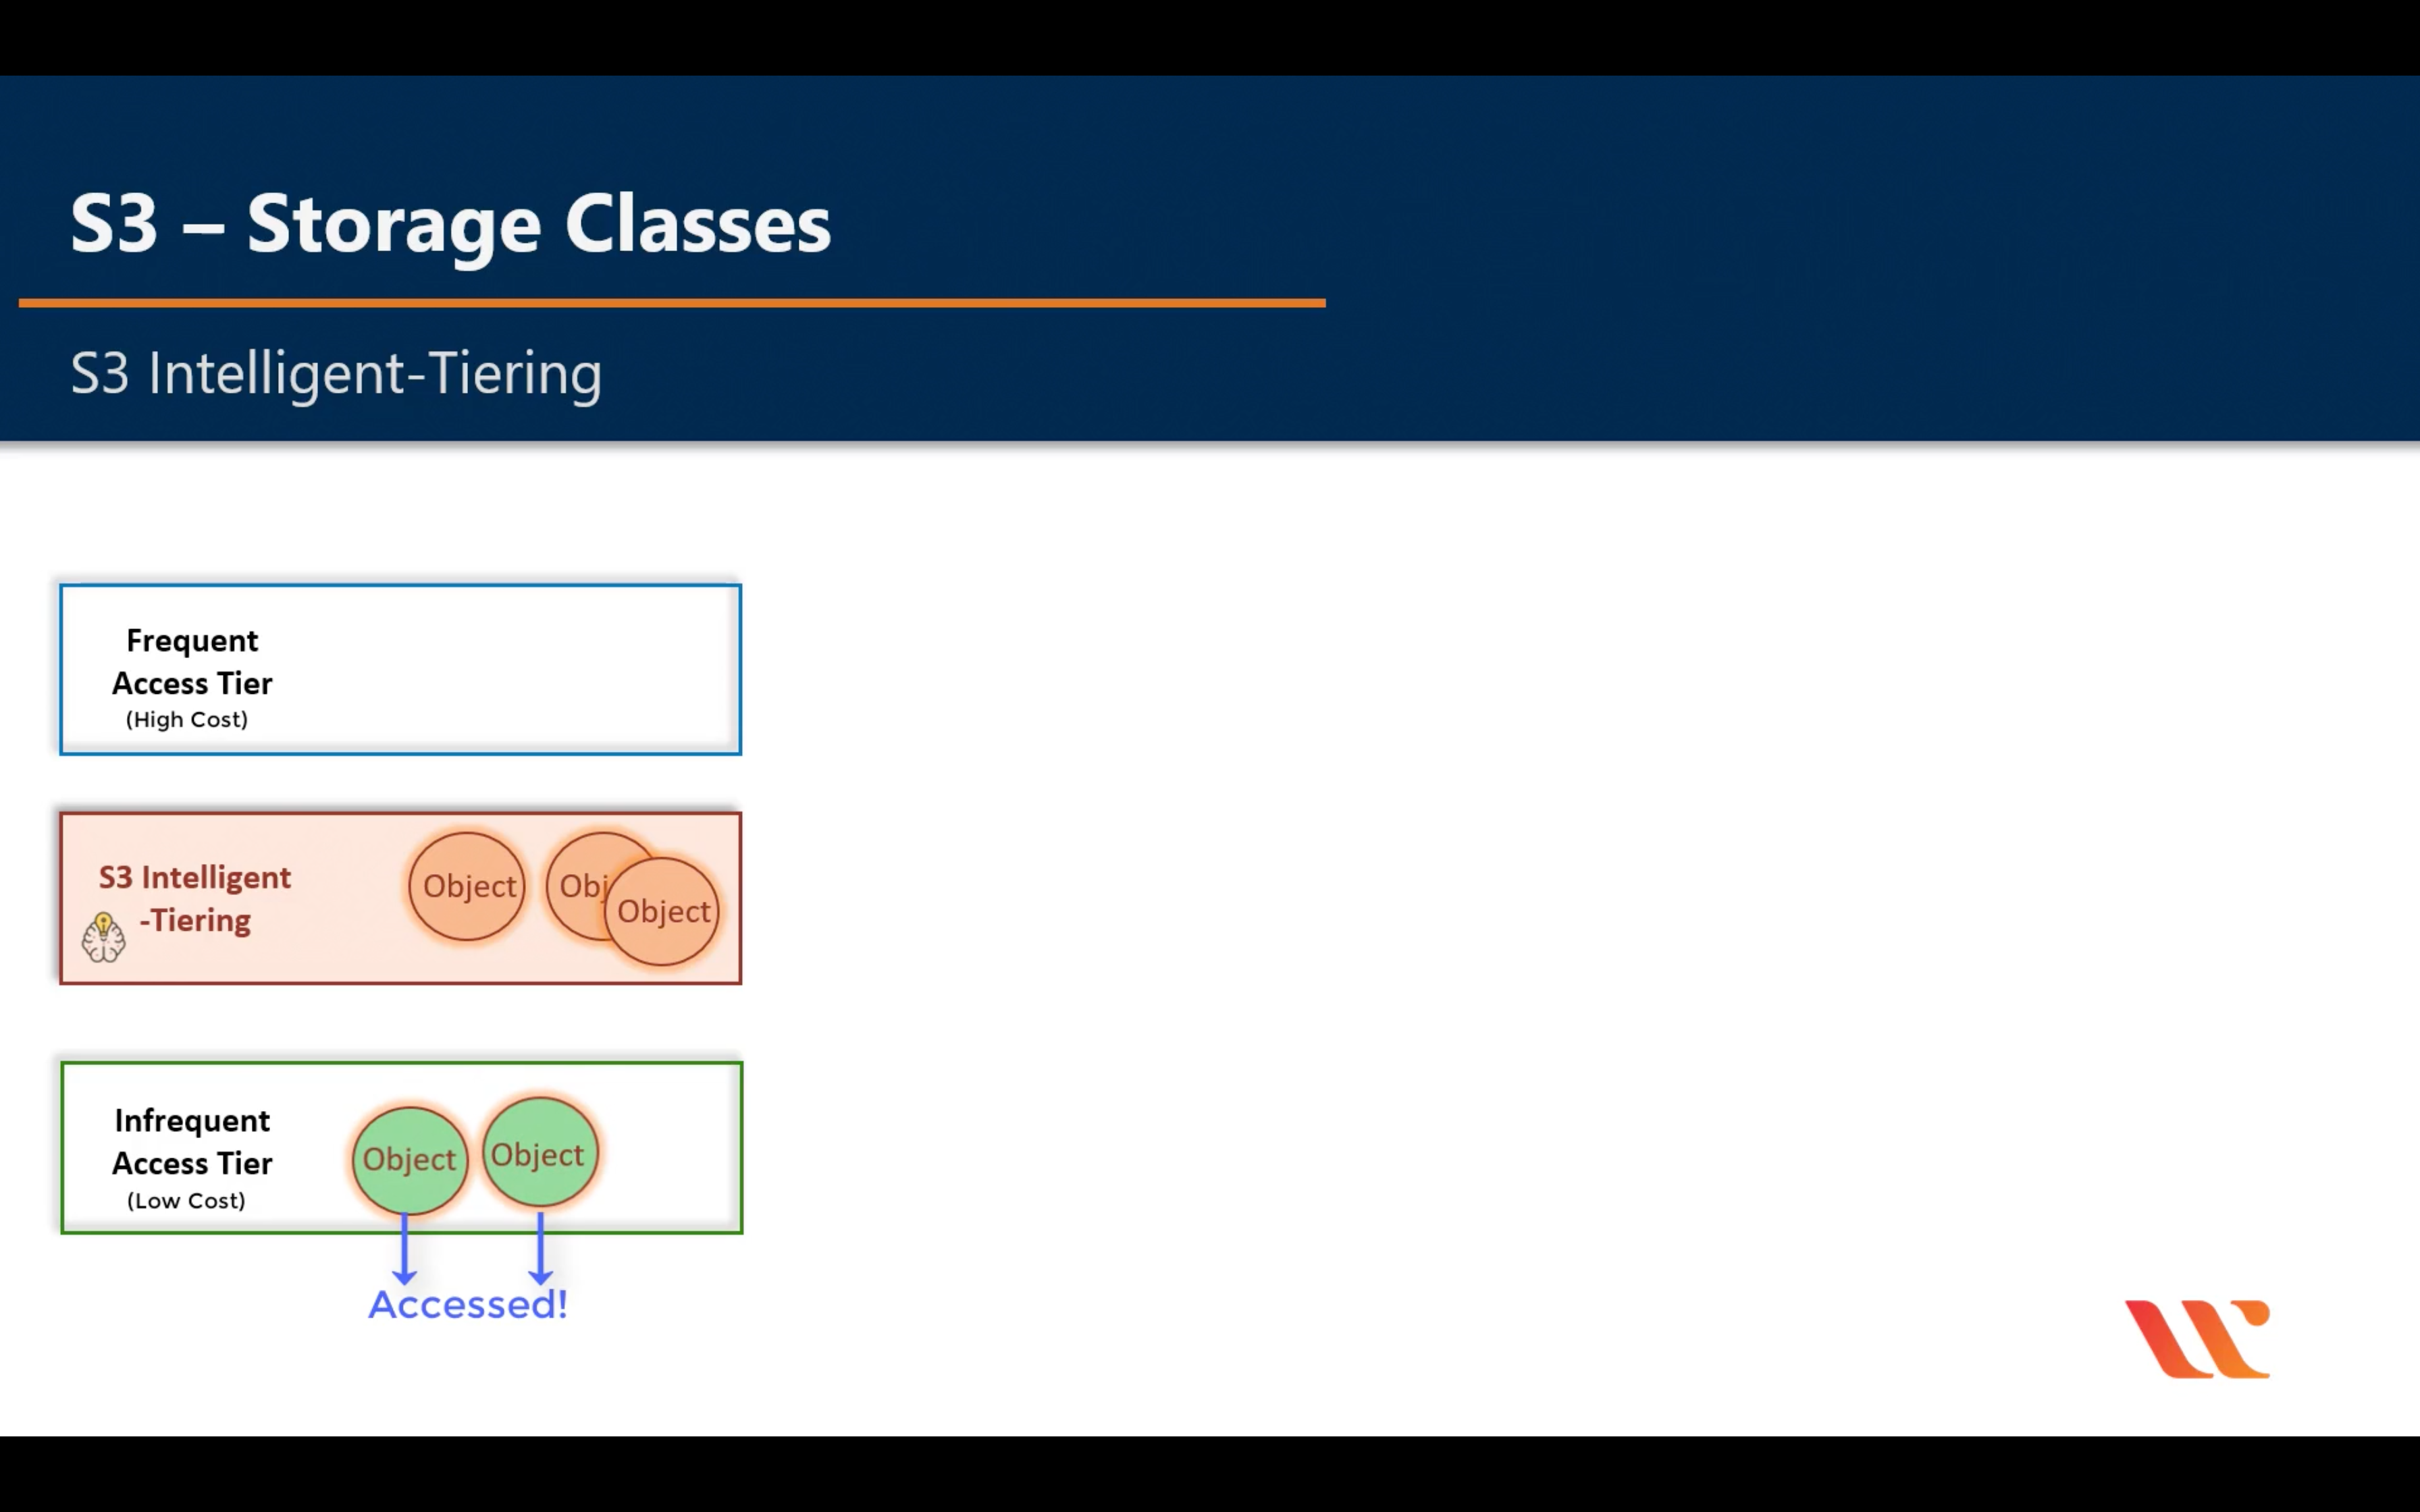 S3 – Storage Classes
S3 Intelligent-Tiering
Frequent
Access Tier
(High Cost)
S3 Intelligent
-Tiering
Object
Obj
Object
Infrequent
Access Tier
(Low Cost)
Object
Object
Accessed!